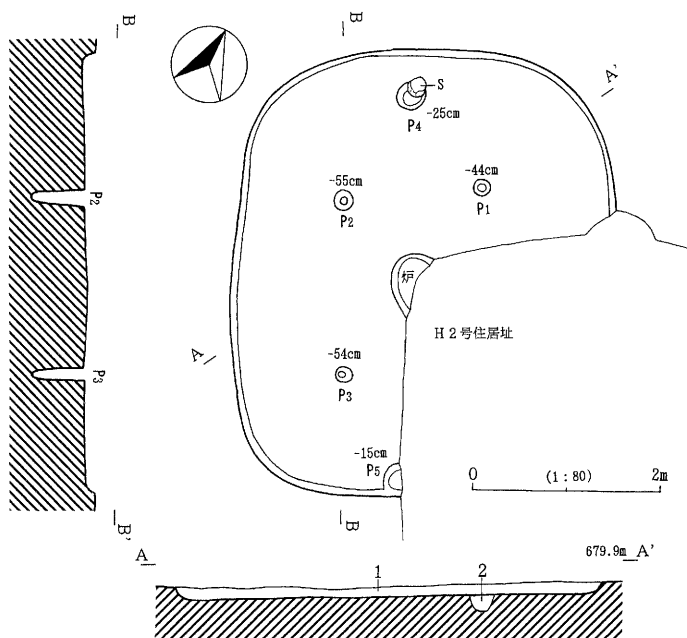 B
B
A'
S
-25cm
P4
-55cm
-44cm
P2
P1
P2
炉
H2号住居址
A
-54cm
P3
P3
-15cm
P5
0
(1:80)
2m
B'
B
A
679.9m A'
1
2